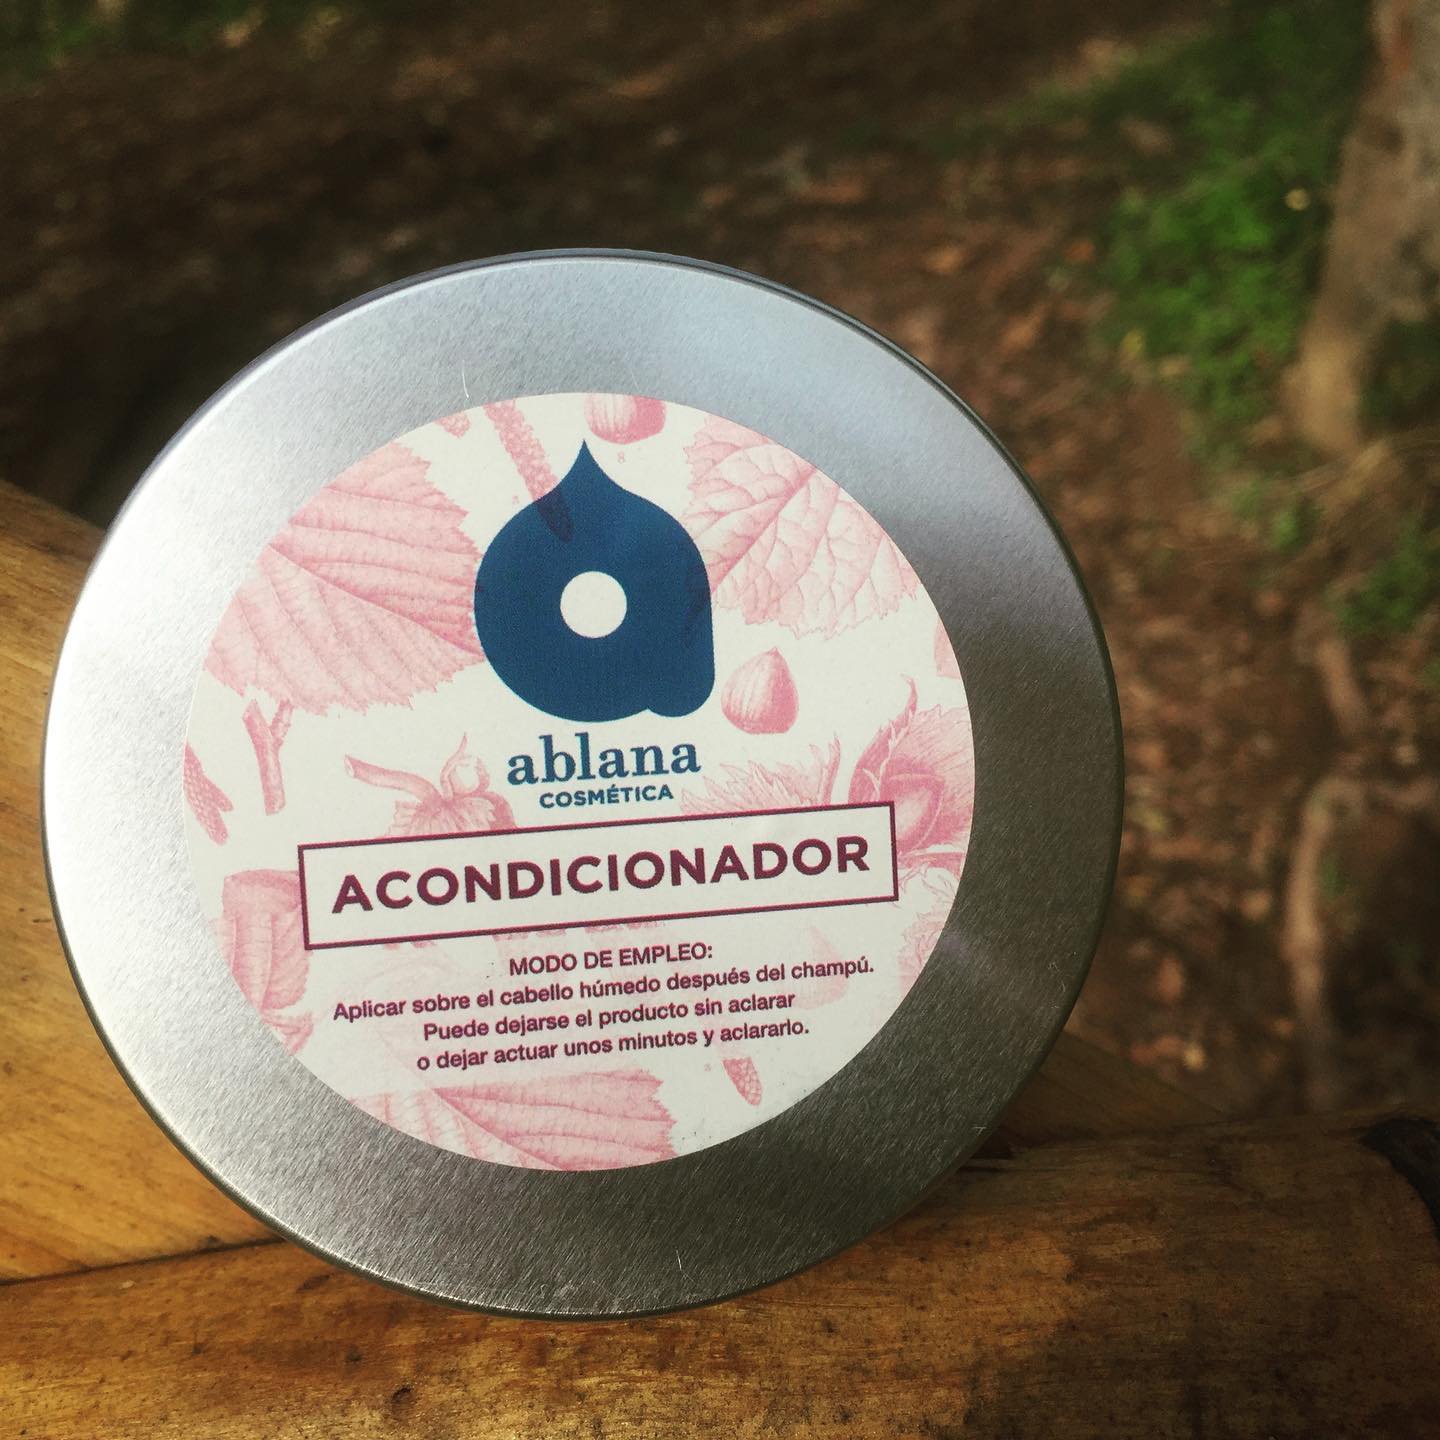 ablana
COSMÉTICA
ACONDICIONADOR
MODO DE EMPLEO:
Aplicar sobre el cabello húmedo después del champú.
Puede dejarse el producto sin aclarar
o dejar actuar unos minutos y aclararlo.